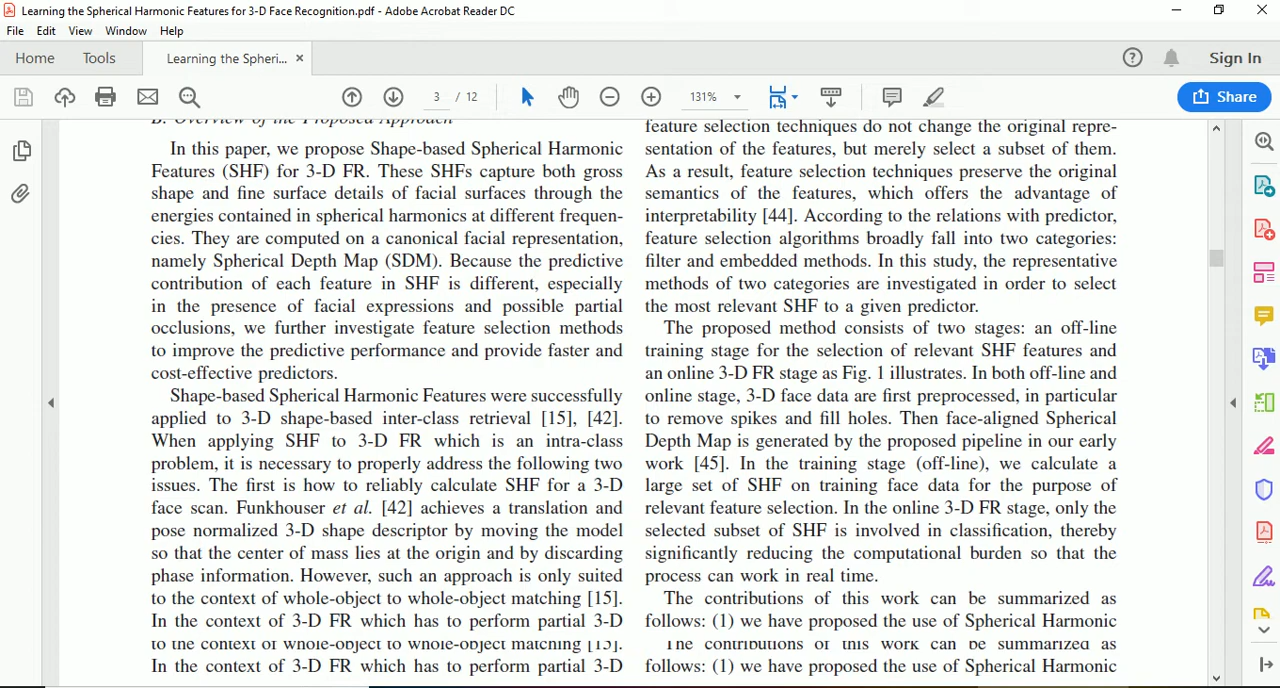 Learning the Spherical Harmonic Features for 3-D Face Recognition.pdf - Adobe Acrobat Reader DC
File Edit View Window Help
Home Tools Learning the Spheri... × Sign In
3 / 12 131% Share
B. Overview of the Proposed Approach
In this paper, we propose Shape-based Spherical Harmonic
Features (SHF) for 3-D FR. These SHFs capture both gross
shape and fine surface details of facial surfaces through the
energies contained in spherical harmonics at different frequen-
cies. They are computed on a canonical facial representation,
namely Spherical Depth Map (SDM). Because the predictive
contribution of each feature in SHF is different, especially
in the presence of facial expressions and possible partial
occlusions, we further investigate feature selection methods
to improve the predictive performance and provide faster and
cost-effective predictors.
Shape-based Spherical Harmonic Features were successfully
applied to 3-D shape-based inter-class retrieval [15], [42].
When applying SHF to 3-D FR which is an intra-class
problem, it is necessary to properly address the following two
issues. The first is how to reliably calculate SHF for a 3-D
face scan. Funkhouser et al. [42] achieves a translation and
pose normalized 3-D shape descriptor by moving the model
so that the center of mass lies at the origin and by discarding
phase information. However, such an approach is only suited
to the context of whole-object to whole-object matching [15].
In the context of 3-D FR which has to perform partial 3-D
to the context of whole-object to whole-object matching [15].
In the context of 3-D FR which has to perform partial 3-D
feature selection techniques do not change the original repre-
sentation of the features, but merely select a subset of them.
As a result, feature selection techniques preserve the original
semantics of the features, which offers the advantage of
interpretability [44]. According to the relations with predictor,
feature selection algorithms broadly fall into two categories:
filter and embedded methods. In this study, the representative
methods of two categories are investigated in order to select
the most relevant SHF to a given predictor.
The proposed method consists of two stages: an off-line
training stage for the selection of relevant SHF features and
an online 3-D FR stage as Fig. 1 illustrates. In both off-line and
online stage, 3-D face data are first preprocessed, in particular
to remove spikes and fill holes. Then face-aligned Spherical
Depth Map is generated by the proposed pipeline in our early
work [45]. In the training stage (off-line), we calculate a
large set of SHF on training face data for the purpose of
relevant feature selection. In the online 3-D FR stage, only the
selected subset of SHF is involved in classification, thereby
significantly reducing the computational burden so that the
process can work in real time.
The contributions of this work can be summarized as
follows: (1) we have proposed the use of Spherical Harmonic
The contributions of this work can be summarized as
follows: (1) we have proposed the use of Spherical Harmonic